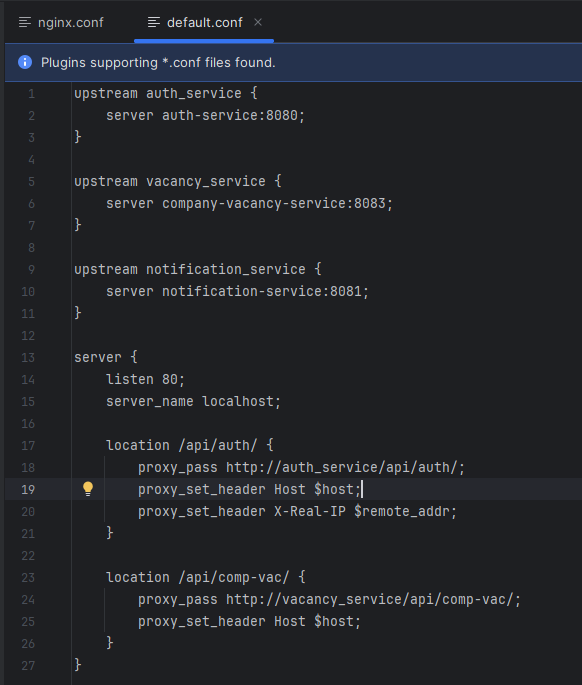 nginx.conf
default.conf
Plugins supporting *.conf files found.
1 upstream auth_service {
2     server auth-service:8080;
3 }
4
5 upstream vacancy_service {
6     server company-vacancy-service:8083;
7 }
8
9 upstream notification_service {
10     server notification-service:8081;
11 }
12
13 server {
14     listen 80;
15     server_name localhost;
16
17     location /api/auth/ {
18         proxy_pass http://auth_service/api/auth/;
19         proxy_set_header Host $host;
20         proxy_set_header X-Real-IP $remote_addr;
21     }
22
23     location /api/comp-vac/ {
24         proxy_pass http://vacancy_service/api/comp-vac/;
25         proxy_set_header Host $host;
26     }
27 }